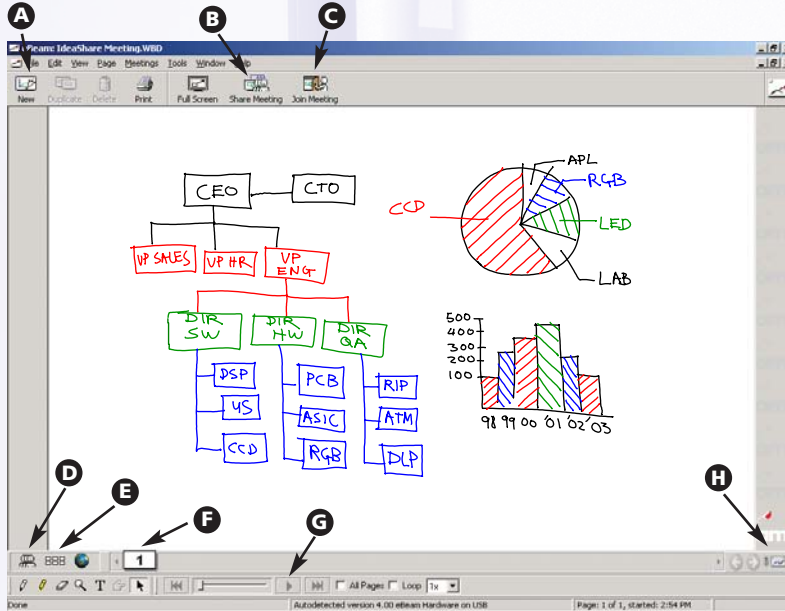 A
B
C
eBeam: IdeaShare Meeting.WBD
Edit View Page Meetings Tools Window
New Duplicate Delete Print Full Screen Share Meeting Join Meeting
CEO CTO
VP SALES VP HR VP ENG
DIR SW DIR HW DIR QA
DSP PCB RIP
US ASIC ATM
CCD RGB DLP
APL
RGB
CCD
LED
LAB
500
400
300
200
100
98 99 00 '01 '02 '03
D
E
F
G
H
1
T All Pages Loop 1x
Done Autodetected version 4.00 eBeam Hardware on USB Page: 1 of 1, started: 2:54 PM